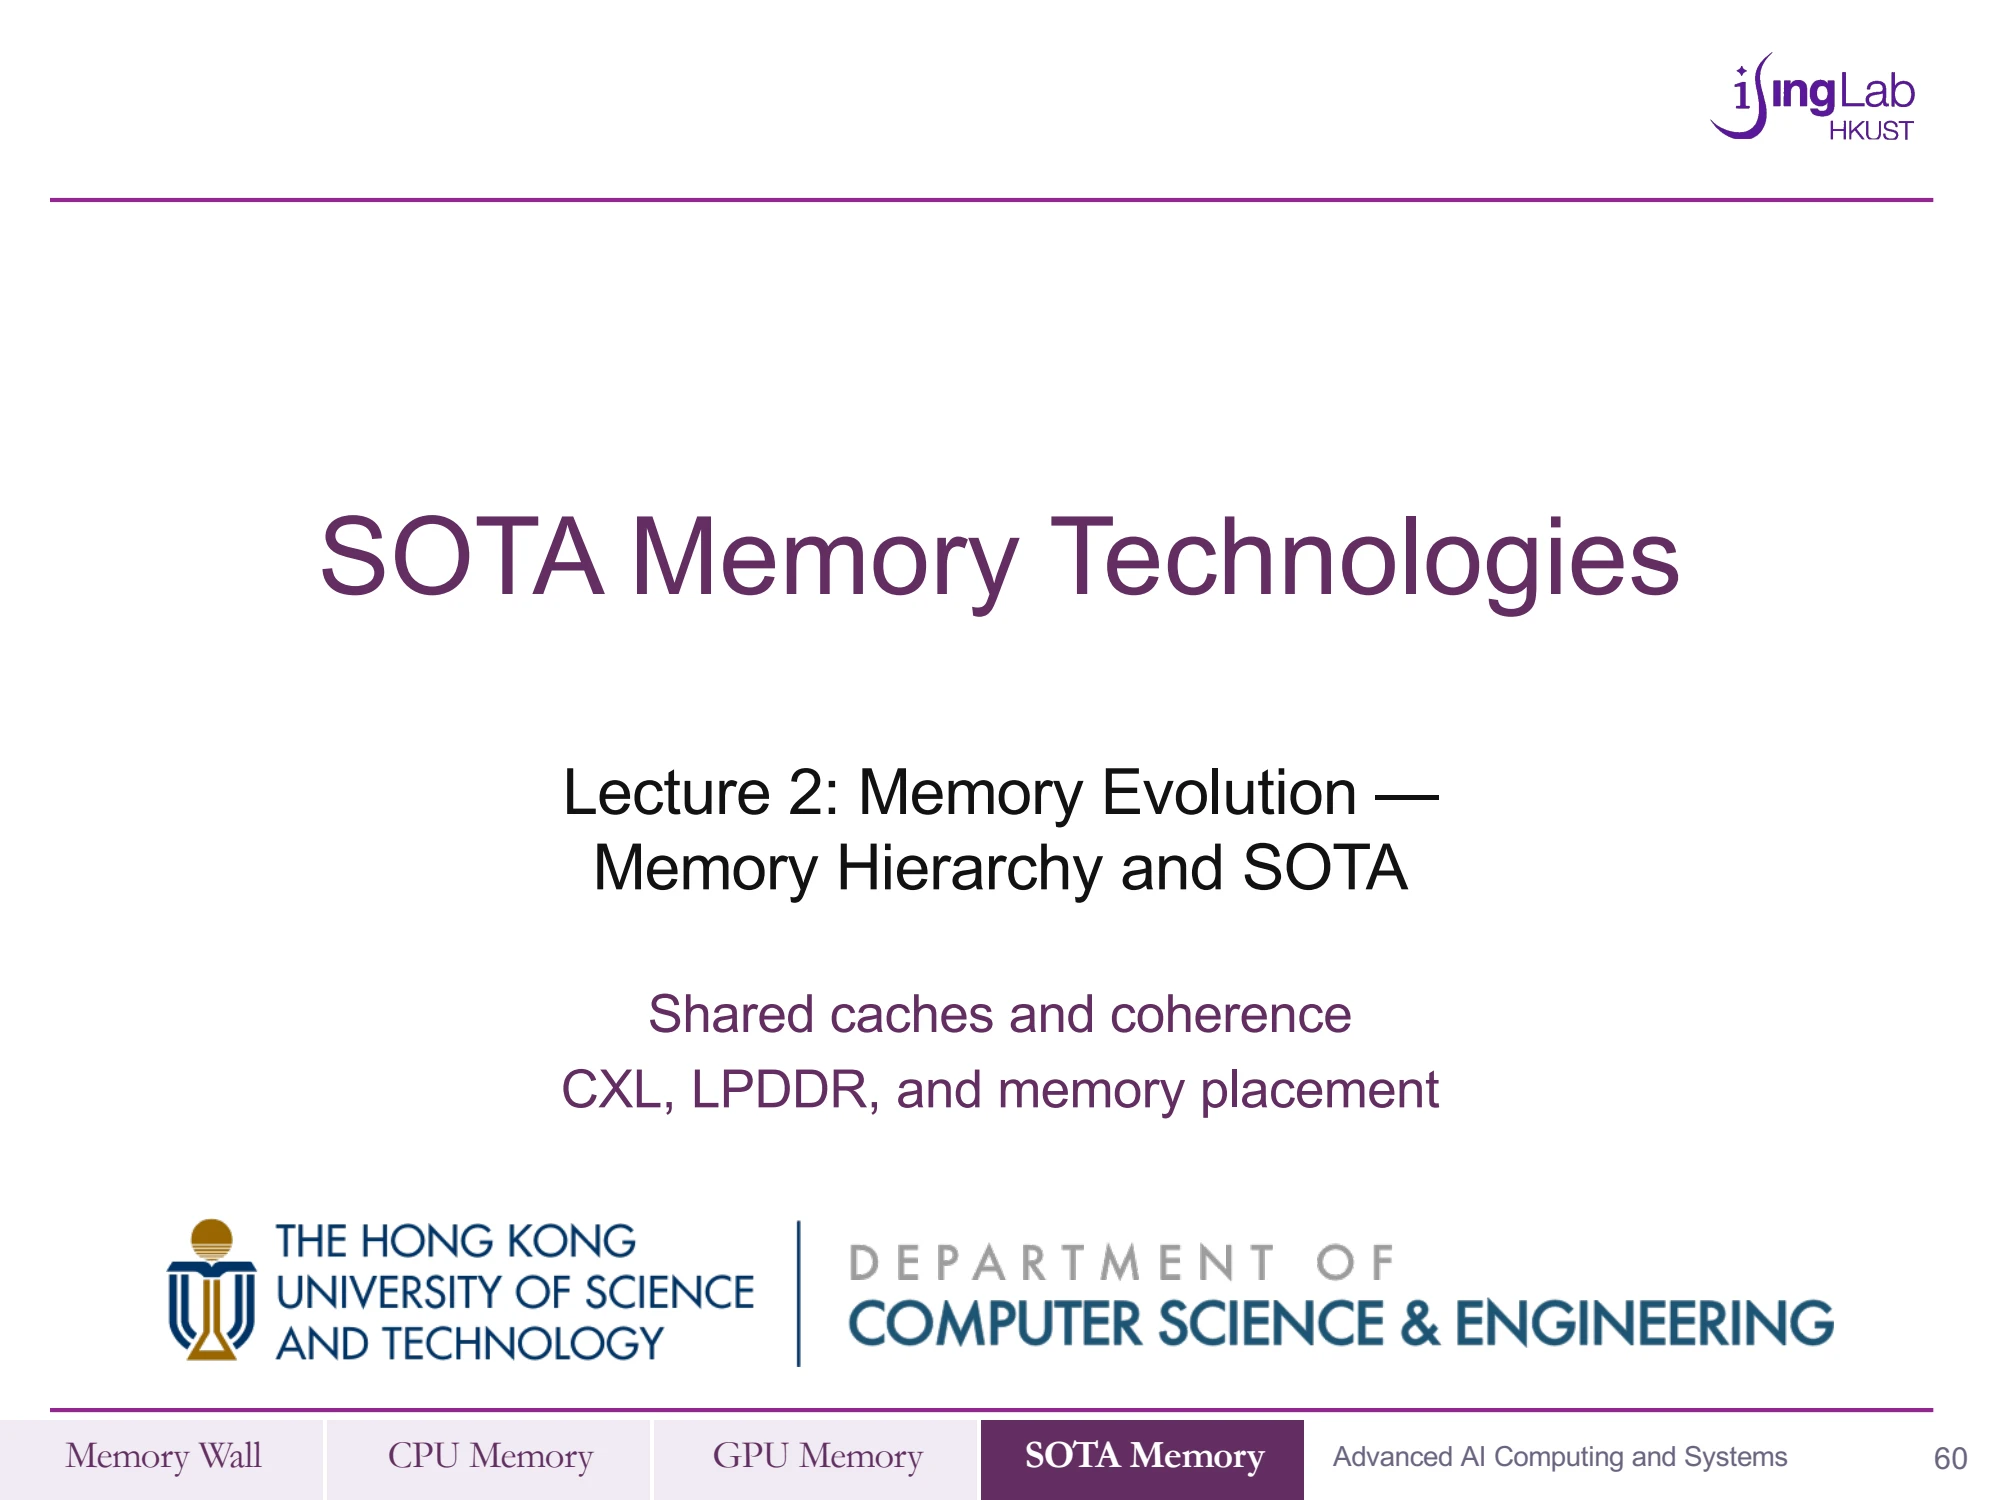 iSingLab
HKUST
SOTA Memory Technologies
Lecture 2: Memory Evolution —
Memory Hierarchy and SOTA
Shared caches and coherence
CXL, LPDDR, and memory placement
THE HONG KONG
UNIVERSITY OF SCIENCE
AND TECHNOLOGY
DEPARTMENT OF
COMPUTER SCIENCE & ENGINEERING
Memory Wall
CPU Memory
GPU Memory
SOTA Memory
Advanced AI Computing and Systems
60